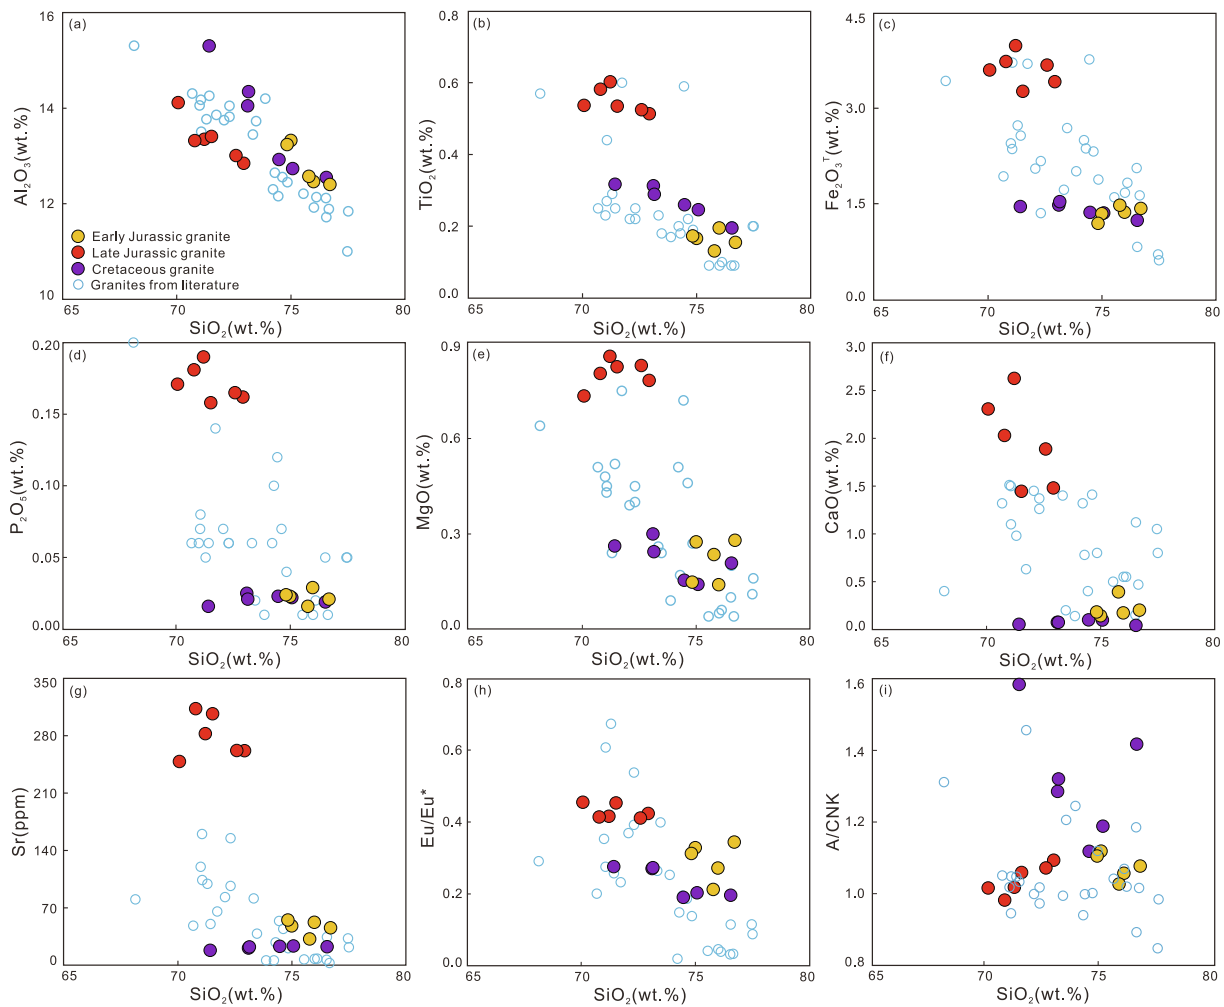 (a)
16
14
12
10
Al₂O₃(wt.%)
Early Jurassic granite
Late Jurassic granite
Cretaceous granite
Granites from literature
65
70
75
80
SiO₂(wt.%)
(b)
0.8
0.6
0.4
0.2
0.0
TiO₂(wt.%)
65
70
75
80
SiO₂(wt.%)
(c)
4.5
3.0
1.5
0.0
Fe₂O₃ᵀ(wt.%)
65
70
75
80
SiO₂(wt.%)
(d)
0.20
0.15
0.10
0.05
0.00
P₂O₅(wt.%)
65
70
75
80
SiO₂(wt.%)
(e)
0.9
0.6
0.3
0.0
MgO(wt.%)
65
70
75
80
SiO₂(wt.%)
(f)
3.0
2.5
2.0
1.5
1.0
0.5
0.0
CaO(wt.%)
65
70
75
80
SiO₂(wt.%)
(g)
350
280
210
140
70
0
Sr(ppm)
65
70
75
80
SiO₂(wt.%)
(h)
0.8
0.6
0.4
0.2
0.0
Eu/Eu*
65
70
75
80
SiO₂(wt.%)
(i)
1.6
1.4
1.2
1.0
0.8
A/CNK
65
70
75
80
SiO₂(wt.%)